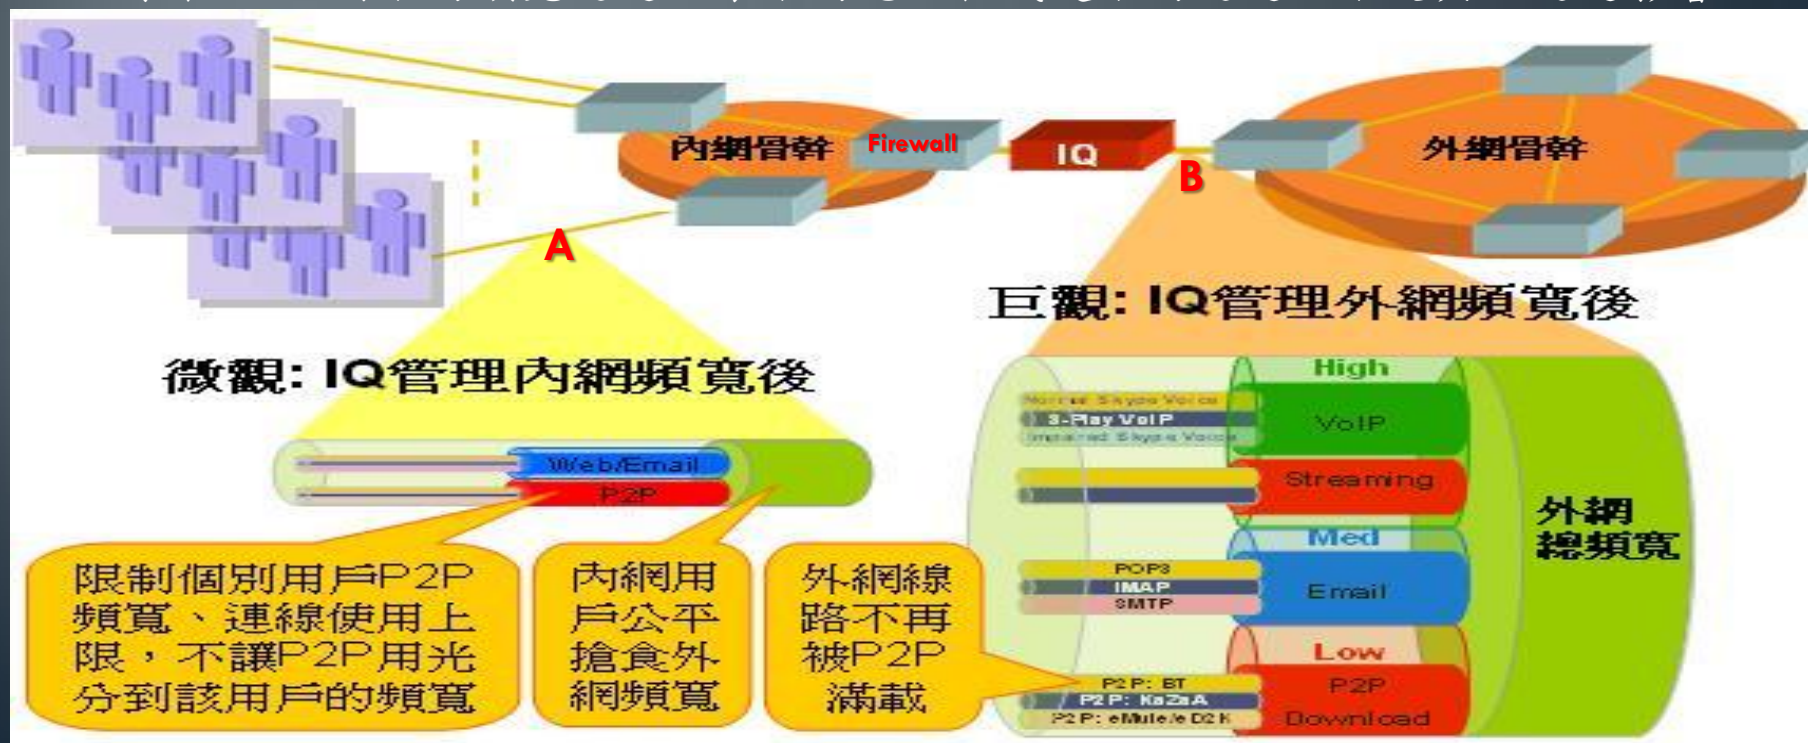 內網骨幹
Firewall
IQ
B
外網骨幹
A
巨觀: IQ管理外網頻寬後
微觀: IQ管理內網頻寬後
Web/Email
P2P
限制個別用戶P2P
頻寬、連線使用上
限，不讓P2P用光
分到該用戶的頻寬
內網用
戶公平
搶食外
網頻寬
外網線
路不再
被P2P
滿載
High
Normal Skype Voice
3-Play VoIP
Impaired Skype Voice
VoIP
Streaming
Med
POP3
IMAP
SMTP
Email
Low
P2P: BT
P2P: KaZaA
P2P: eMule/eD2K
P2P
Download
外網
總頻寬